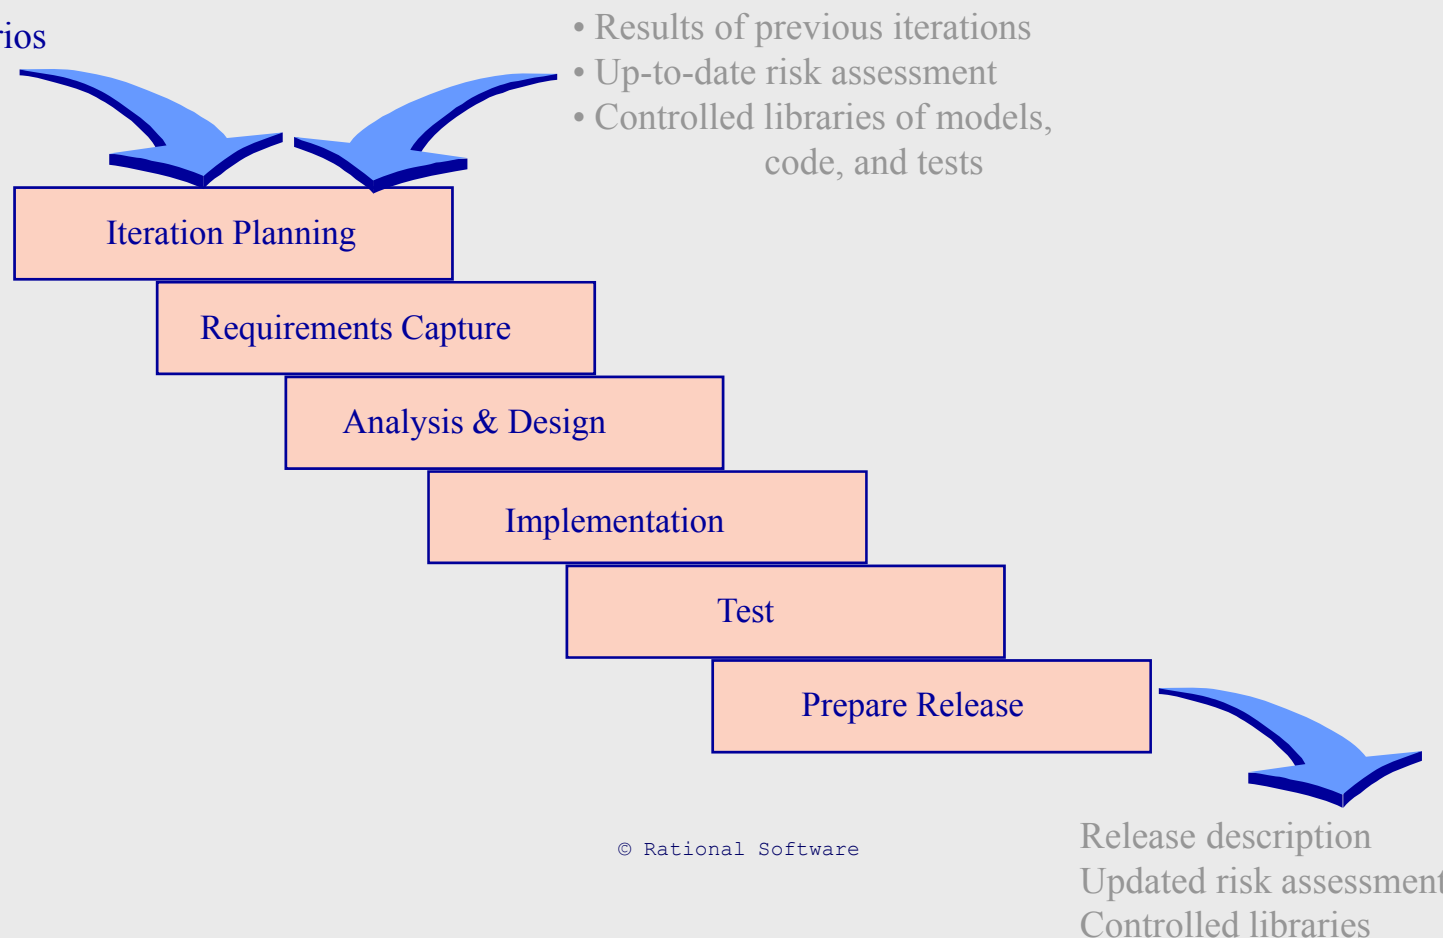 rios
• Results of previous iterations
• Up-to-date risk assessment
• Controlled libraries of models,
code, and tests
Iteration Planning
Requirements Capture
Analysis & Design
Implementation
Test
Prepare Release
© Rational Software
Release description
Updated risk assessment
Controlled libraries